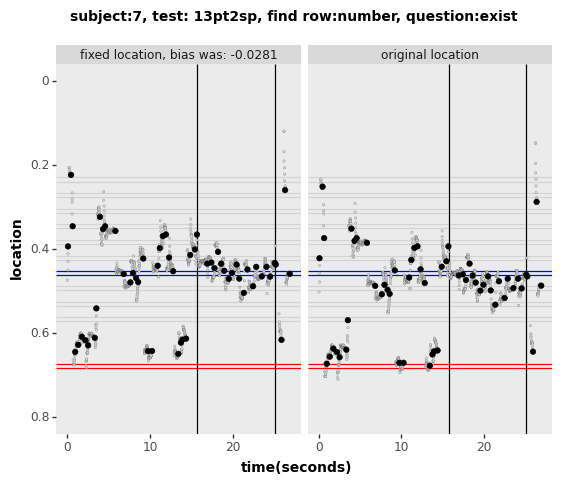 subject:7, test: 13pt2sp, find row:number, question:exist
fixed location, bias was: -0.0281
original location
0
0.2
0.4
0.6
0.8
location
0 10 20
0 10 20
time(seconds)